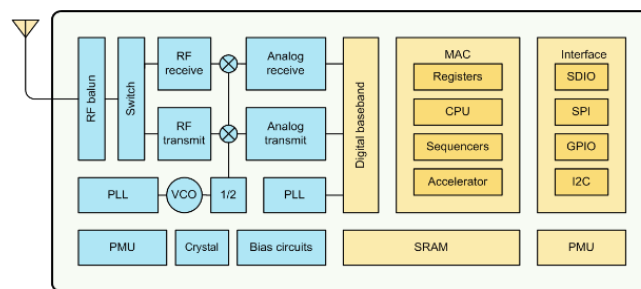 RF balun
Switch
RF
receive
Analog
receive
RF
transmit
Analog
transmit
PLL
VCO
1/2
PLL
Digital baseband
MAC
Registers
CPU
Sequencers
Accelerator
Interface
SDIO
SPI
GPIO
I2C
PMU
Crystal
Bias circuits
SRAM
PMU